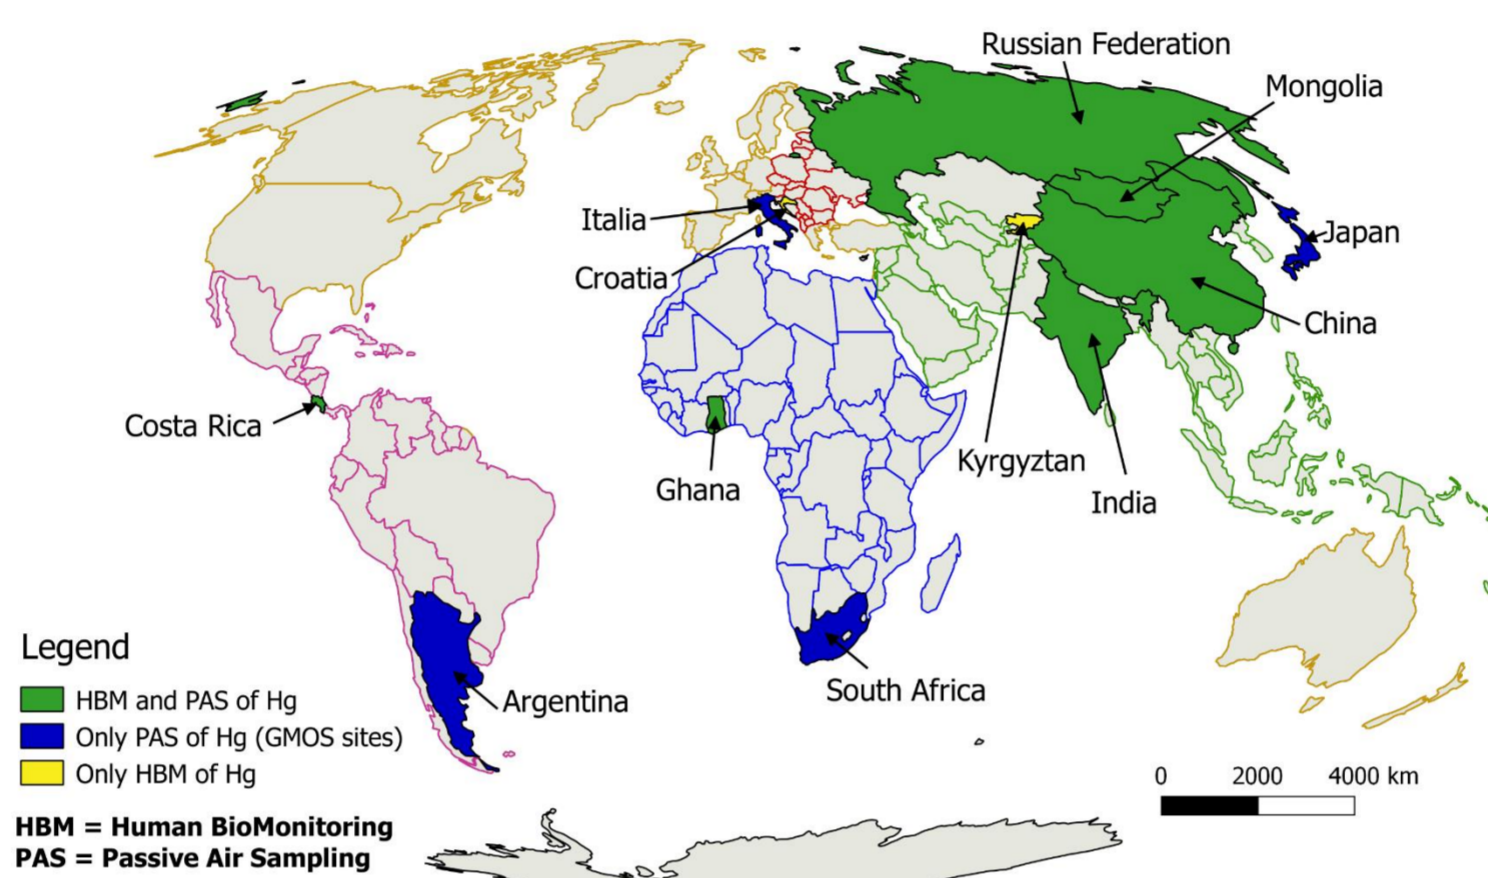 Russian Federation
Mongolia
Italia
Japan
Croatia
China
Costa Rica
Kyrgyztan
Ghana
India
Legend
South Africa
HBM and PAS of Hg
Argentina
Only PAS of Hg (GMOS sites)
Only HBM of Hg
0 2000 4000 km
HBM = Human BioMonitoring
PAS = Passive Air Sampling